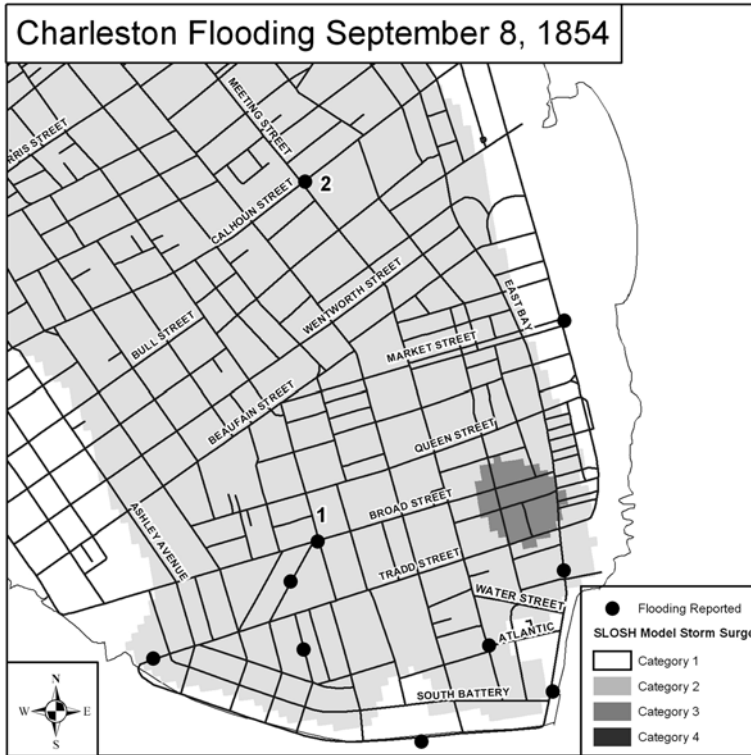 Charleston Flooding September 8, 1854
MEETING STREET
RRIS STREET
2
CALHOUN STREET
WENTWORTH STREET
EAST BAY
BULL STREET
MARKET STREET
BEAUFAIN STREET
QUEEN STREET
1
BROAD STREET
ASHLEY AVENUE
TRADD STREET
WATER STREET
ATLANTIC
SOUTH BATTERY
N
W E
S
Flooding Reported
SLOSH Model Storm Surge
Category 1
Category 2
Category 3
Category 4